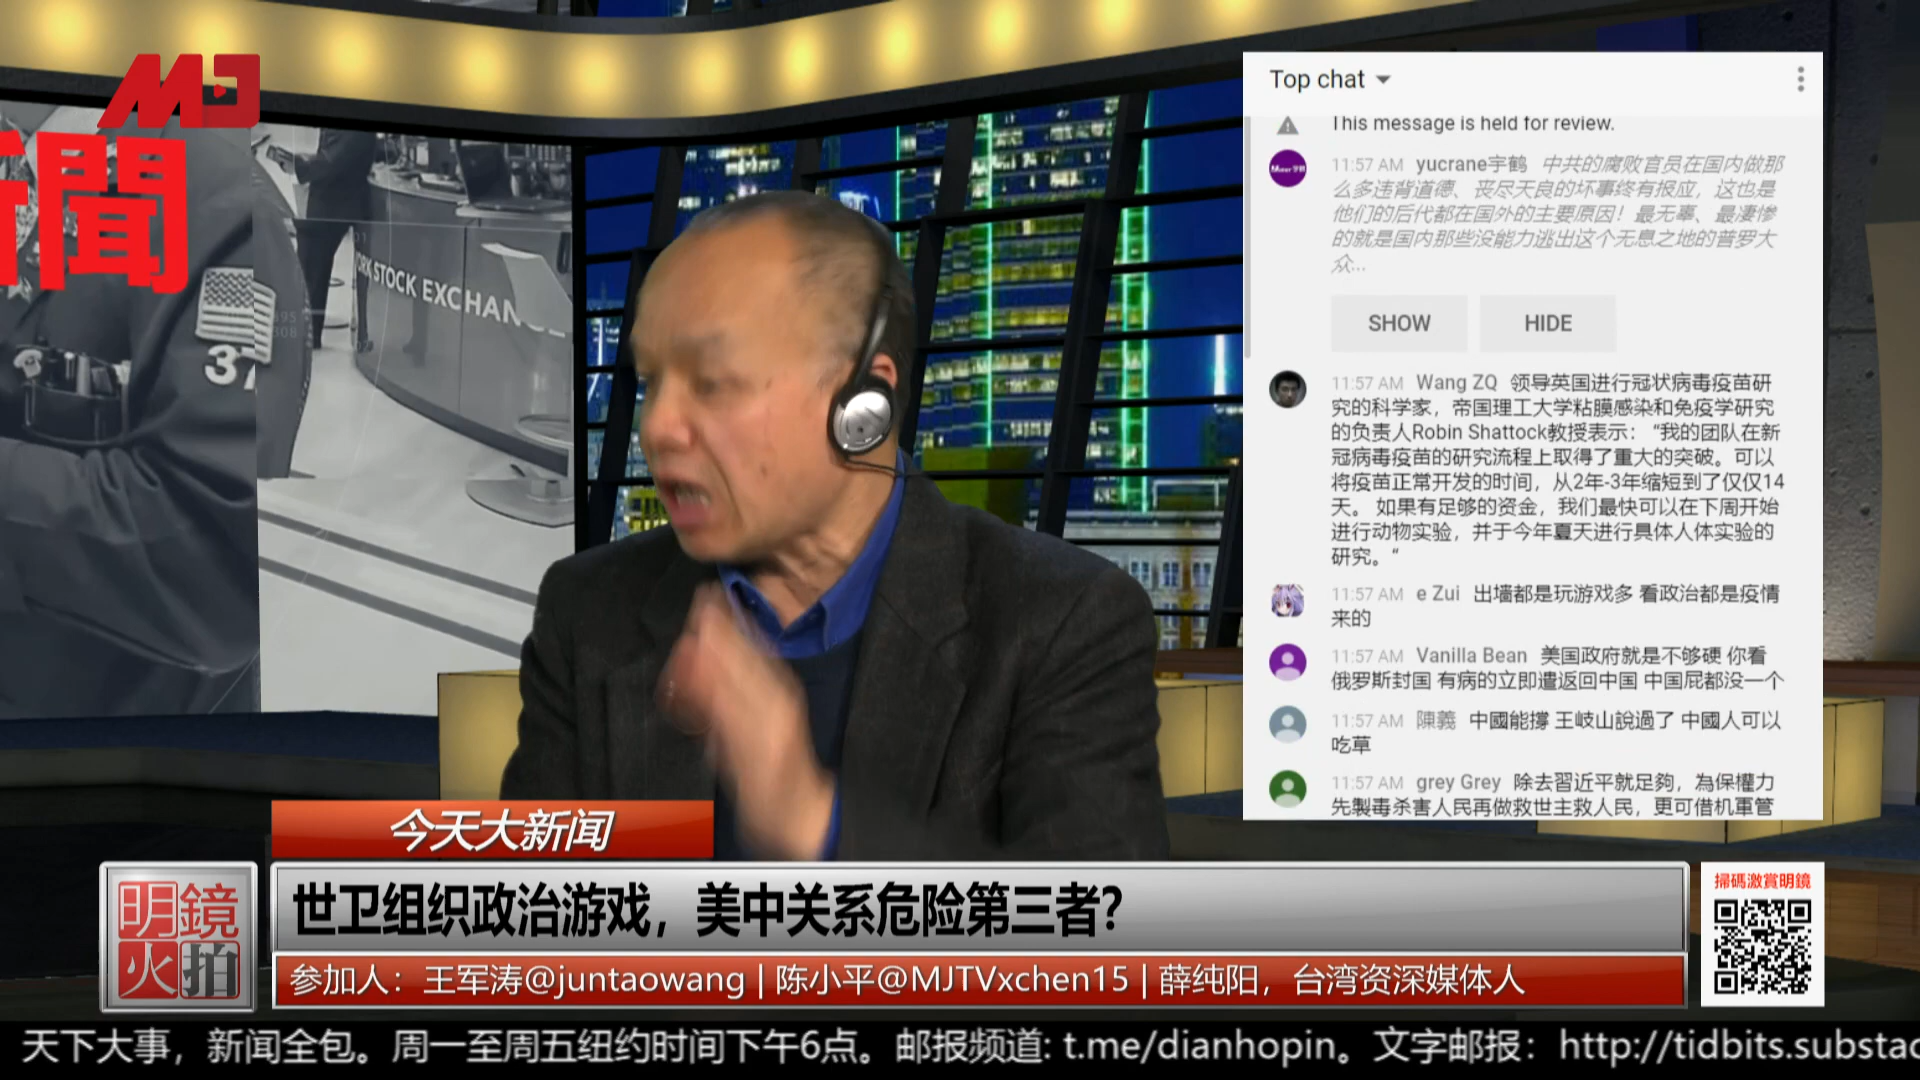 MJ
聞
37
RK STOCK EXCHAN
Top chat
This message is held for review.
11:57 AM yucrane宇鹤 中共的腐败官员在国内做那
么多违背道德、丧尽天良的坏事终有报应，这也是
他们的后代都在国外的主要原因！最无辜、最凄惨
的就是国内那些没能力逃出这个无息之地的普罗大
众...
SHOW HIDE
11:57 AM Wang ZQ 领导英国进行冠状病毒疫苗研
究的科学家，帝国理工大学粘膜感染和免疫学研究
的负责人Robin Shattock教授表示：“我的团队在新
冠病毒疫苗的研究流程上取得了重大的突破。可以
将疫苗正常开发的时间，从2年-3年缩短到了仅仅14
天。 如果有足够的资金，我们最快可以在下周开始
进行动物实验，并于今年夏天进行具体人体实验的
研究。“
11:57 AM e Zui 出墙都是玩游戏多 看政治都是疫情
来的
11:57 AM Vanilla Bean 美国政府就是不够硬 你看
俄罗斯封国 有病的立即遣返回中国 中国屁都没一个
11:57 AM 陳義 中國能撐 王岐山說過了 中國人可以
吃草
11:57 AM grey Grey 除去習近平就足夠，為保權力
先製毒杀害人民再做救世主救人民，更可借机軍管
今天大新闻
明鏡
火拍
世卫组织政治游戏，美中关系危险第三者？
参加人：王军涛@juntaowang | 陈小平@MJTVxchen15 | 薛纯阳，台湾资深媒体人
掃碼激賞明鏡
天下大事，新闻全包。周一至周五纽约时间下午6点。邮报频道: t.me/dianhopin。文字邮报：http://tidbits.substac